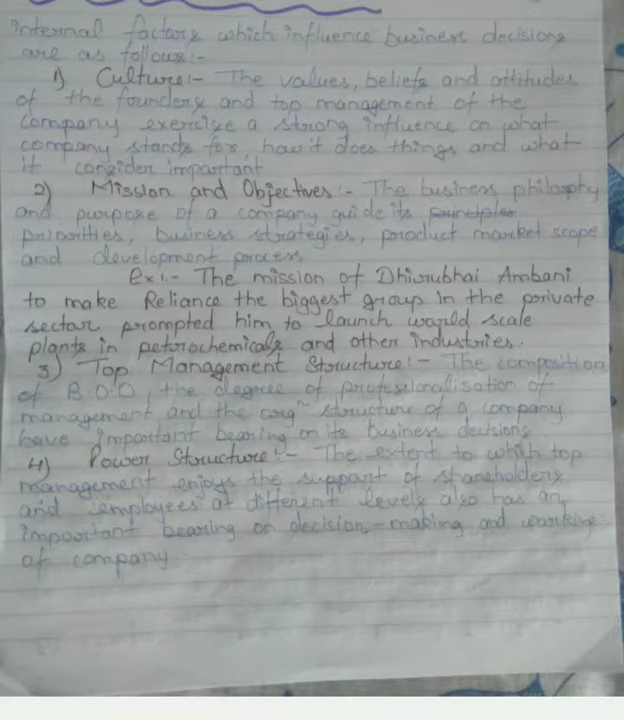 internal factors which influence business decisions
are as follows:-
1) Culture:- The values, beliefs and attitudes
of the founders and top management of the
company exercise a strong influence on what
company stands for, how it does things and what
it consider important
2) Mission and Objectives:- The business philosphy
and purpose of a company guide its principles
priorities, business strategies, product market scope
and development process
Ex:- The mission of Dhirubhai Ambani
to make Reliance the biggest group in the private
sector prompted him to launch world scale
plants in petrochemicals and other industries.
3) Top Management Structure:- The composition
of B.O.D, the degree of professionalisation of
management and the orgⁿ structure of a company
have important bearing on its business decisions
4) Power Structure:- The extent to which top
management enjoys the support of shareholders
and employees at different levels also has an
important bearing on decision-making and working
of company